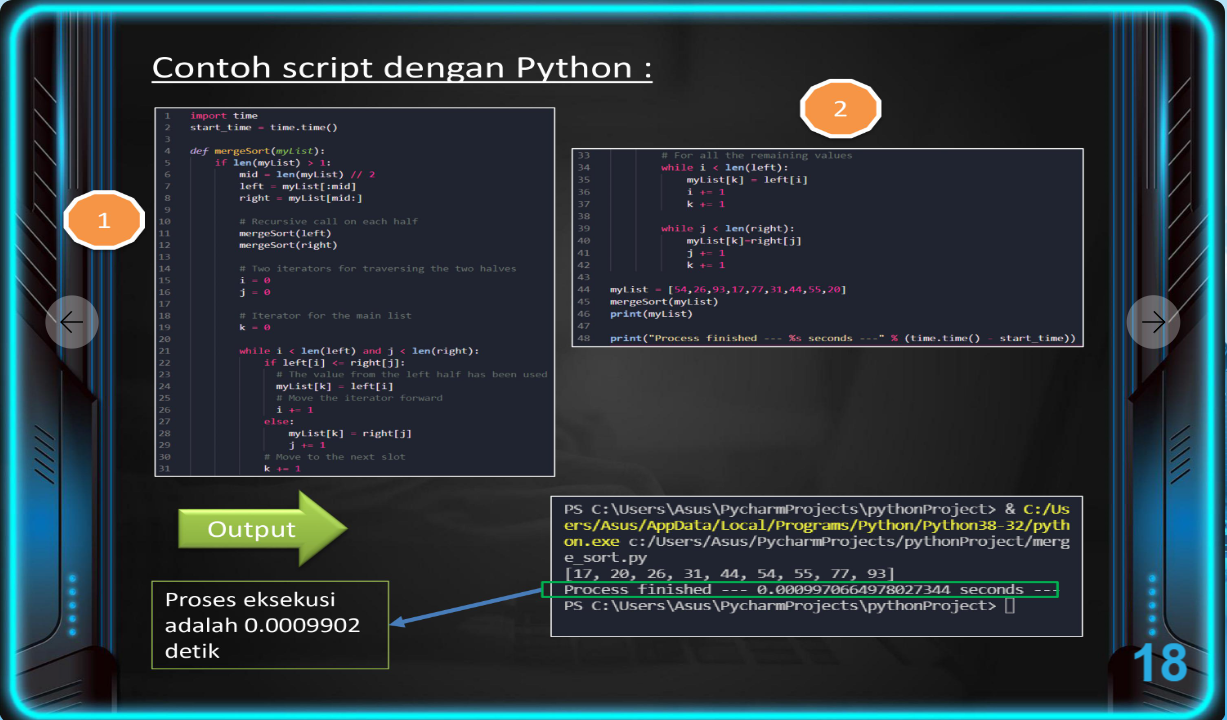 Contoh script dengan Python :
1
1 import time
2 start_time = time.time()
3
4 def mergeSort(myList):
5 if len(myList) > 1:
6 mid = len(myList) // 2
7 left = myList[:mid]
8 right = myList[mid:]
9
10 # Recursive call on each half
11 mergeSort(left)
12 mergeSort(right)
13
14 # Two iterators for traversing the two halves
15 i = 0
16 j = 0
17
18 # Iterator for the main list
19 k = 0
20
21 while i < len(left) and j < len(right):
22 if left[i] <= right[j]:
23 # The value from the left half has been used
24 myList[k] = left[i]
25 # Move the iterator forward
26 i += 1
27 else:
28 myList[k] = right[j]
29 j += 1
30 # Move to the next slot
31 k += 1
2
33 # For all the remaining values
34 while i < len(left):
35 myList[k] = left[i]
36 i += 1
37 k += 1
38
39 while j < len(right):
40 myList[k]=right[j]
41 j += 1
42 k += 1
43
44 myList = [54,26,93,17,77,31,44,55,20]
45 mergeSort(myList)
46 print(myList)
47
48 print("Process finished --- %s seconds ---" % (time.time() - start_time))
Output
PS C:\Users\Asus\PycharmProjects\pythonProject> & C:/Us
ers/Asus/AppData/Local/Programs/Python/Python38-32/pyth
on.exe c:/Users/Asus/PycharmProjects/pythonProject/merg
e_sort.py
[17, 20, 26, 31, 44, 54, 55, 77, 93]
Process finished --- 0.0009970664978027344 seconds ---
PS C:\Users\Asus\PycharmProjects\pythonProject>
Proses eksekusi
adalah 0.0009902
detik
18